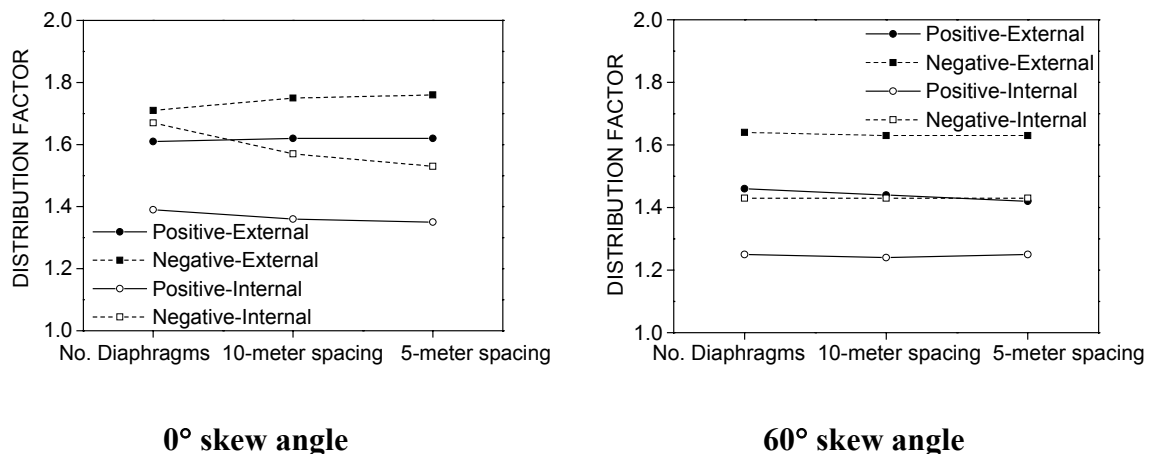 DISTRIBUTION FACTOR
2.0
1.8
1.6
1.4
1.2
1.0
Positive-External
Negative-External
Positive-Internal
Negative-Internal
No. Diaphragms 10-meter spacing 5-meter spacing
0° skew angle
DISTRIBUTION FACTOR
2.0
1.8
1.6
1.4
1.2
1.0
Positive-External
Negative-External
Positive-Internal
Negative-Internal
No. Diaphragms 10-meter spacing 5-meter spacing
60° skew angle